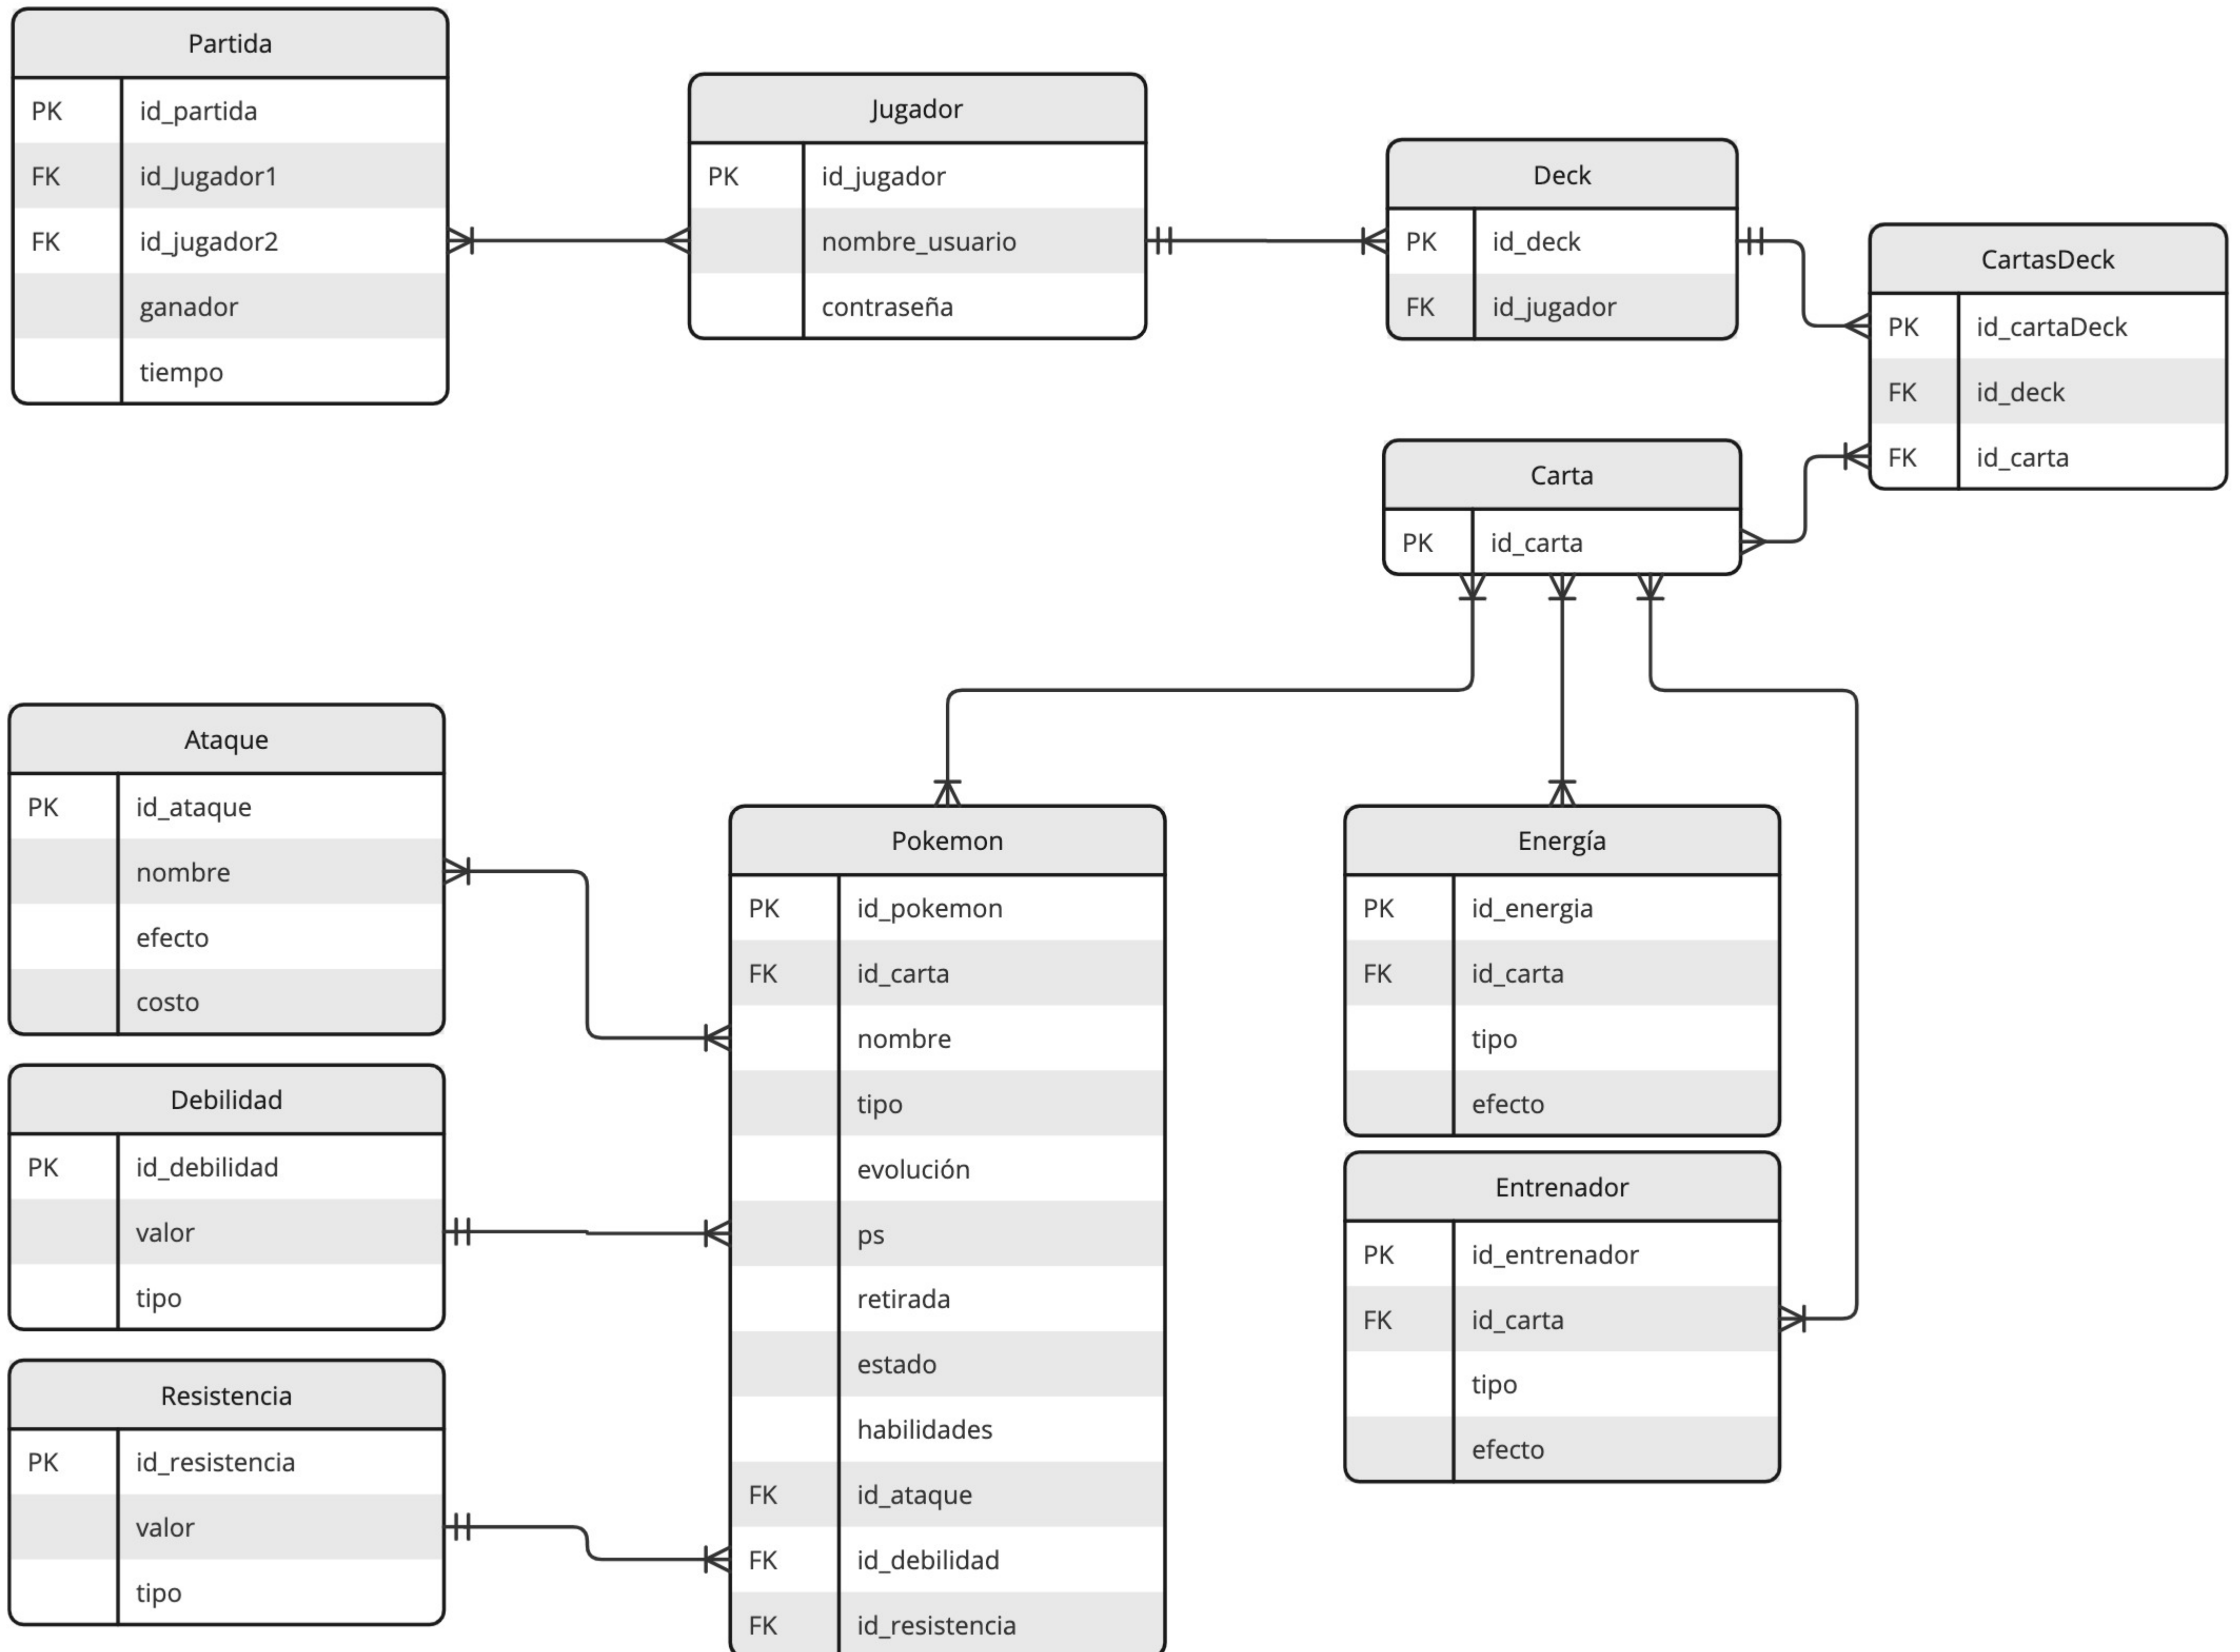 Partida
PK id_partida
FK id_Jugador1
FK id_jugador2
ganador
tiempo
Jugador
PK id_jugador
nombre_usuario
contraseña
Deck
PK id_deck
FK id_jugador
CartasDeck
PK id_cartaDeck
FK id_deck
FK id_carta
Carta
PK id_carta
Ataque
PK id_ataque
nombre
efecto
costo
Debilidad
PK id_debilidad
valor
tipo
Resistencia
PK id_resistencia
valor
tipo
Pokemon
PK id_pokemon
FK id_carta
nombre
tipo
evolución
ps
retirada
estado
habilidades
FK id_ataque
FK id_debilidad
FK id_resistencia
Energía
PK id_energia
FK id_carta
tipo
efecto
Entrenador
PK id_entrenador
FK id_carta
tipo
efecto